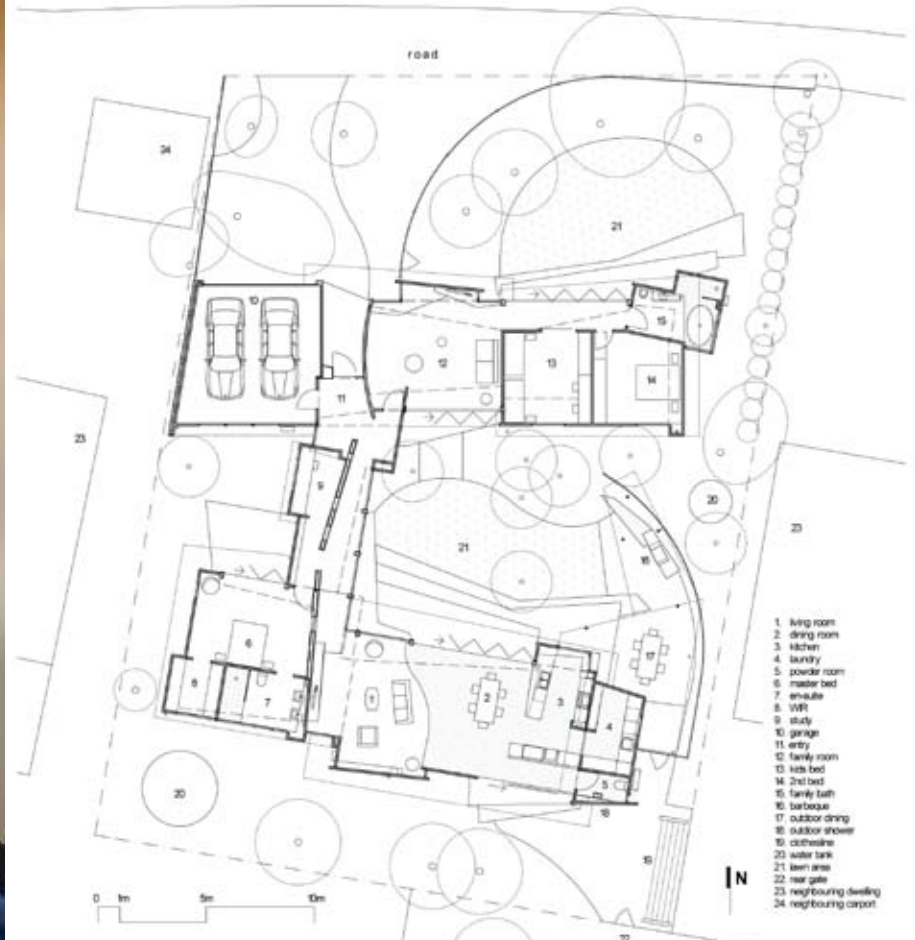 road
24
21
10
15
12
13
14
11
23
9
20
16
23
21
17
6
1
2
3
8
7
4
5
18
20
19
22
0 1m 5m 10m
N
1. living room
2. dining room
3. kitchen
4. laundry
5. powder room
6. master bed
7. ensuite
8. WIR
9. study
10. garage
11. entry
12. family room
13. kids bed
14. 2nd bed
15. family bath
16. barbeque
17. outdoor dining
18. outdoor shower
19. clothesline
20. water tank
21. lawn area
22. rear gate
23. neighbouring dwelling
24. neighbouring carport